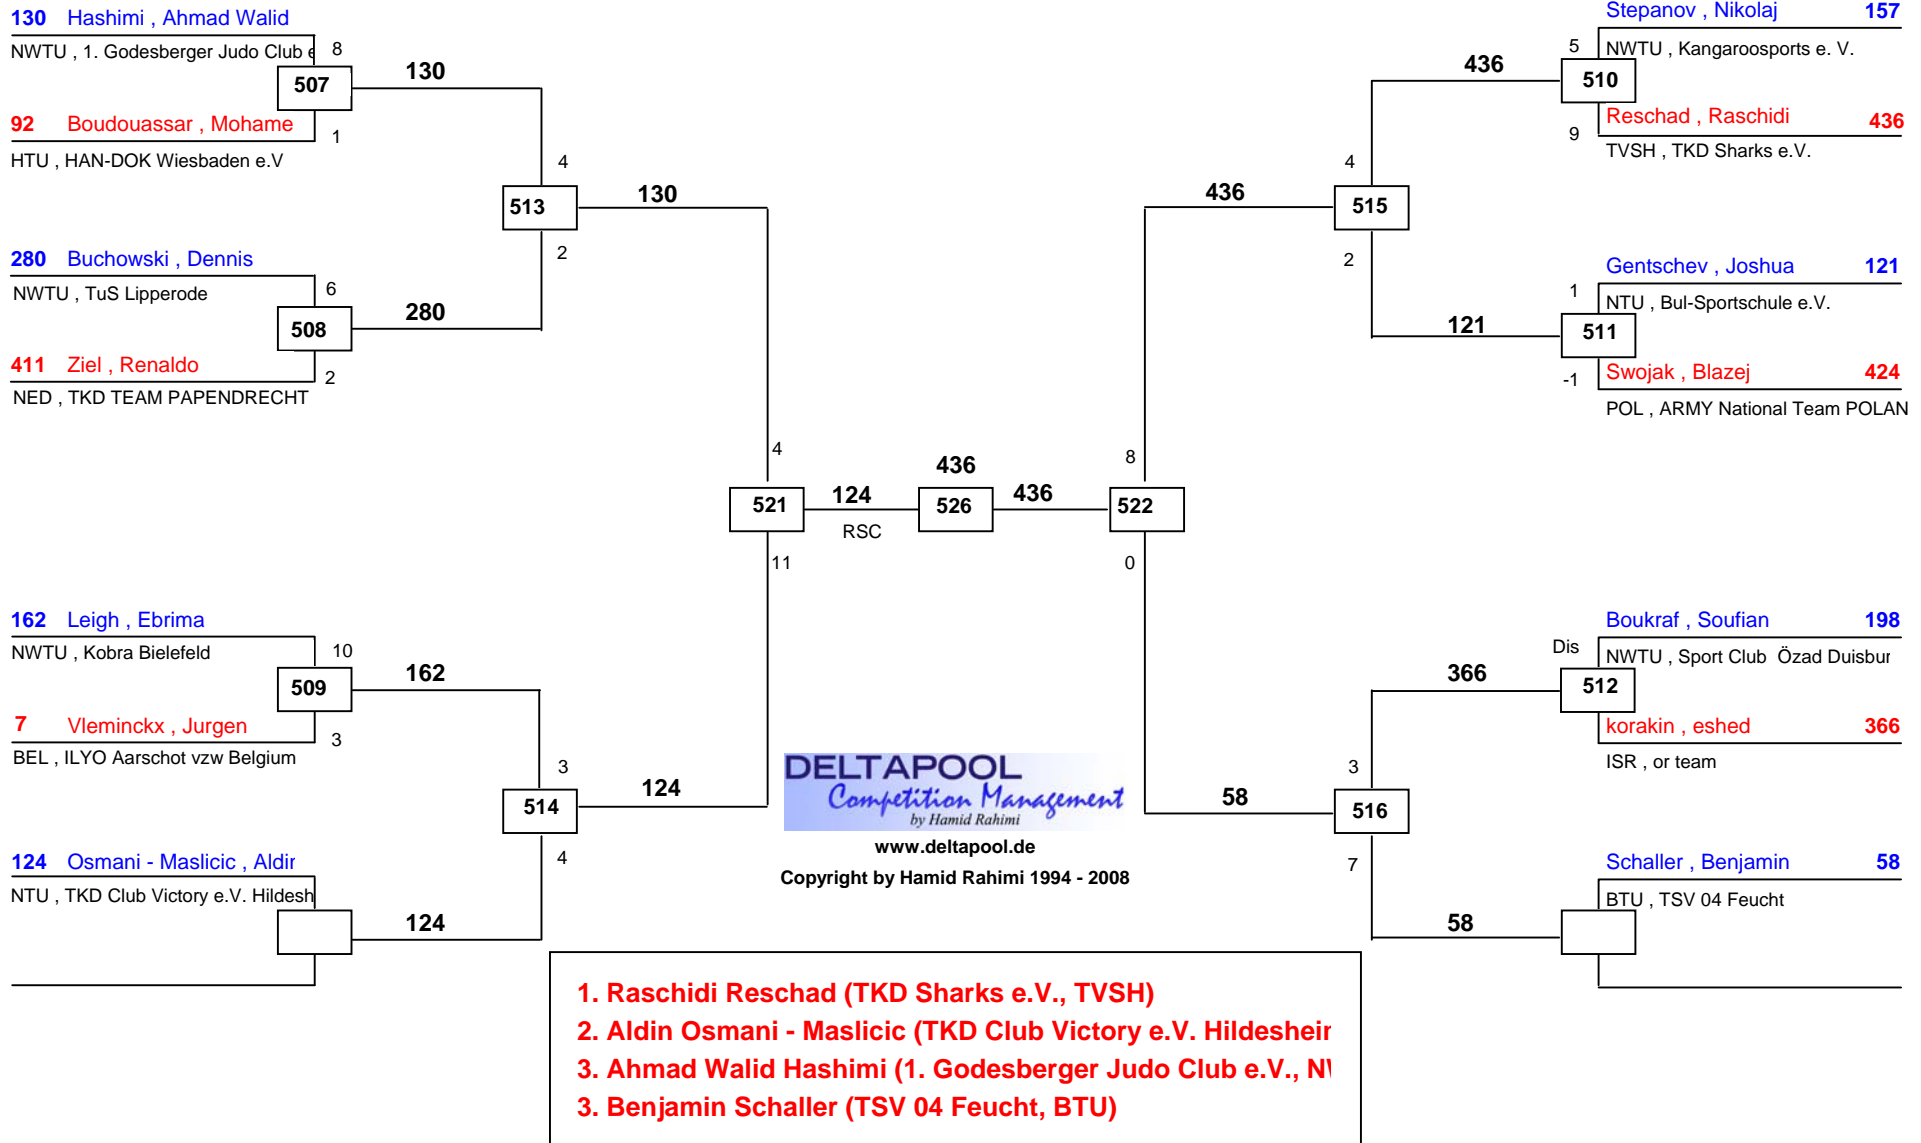 130 Hashimi , Ahmad Walid
NWTU , 1. Godesberger Judo Club e
8
507
130
92 Boudouassar , Mohame
1
HTU , HAN-DOK Wiesbaden e.V
4
513
130
2
280 Buchowski , Dennis
NWTU , TuS Lipperode
6
508
280
411 Ziel , Renaldo
2
NED , TKD TEAM PAPENDRECHT
4
521
124
RSC
11
162 Leigh , Ebrima
NWTU , Kobra Bielefeld
10
509
162
7 Vleminckx , Jurgen
3
BEL , ILYO Aarschot vzw Belgium
3
514
124
4
124 Osmani - Maslicic , Aldin
NTU , TKD Club Victory e.V. Hildesh
124
436
526
436
Stepanov , Nikolaj 157
5
NWTU , Kangaroosports e. V.
436
510
Reschad , Raschidi 436
9
TVSH , TKD Sharks e.V.
4
436
515
2
Gentschev , Joshua 121
1
NTU , Bul-Sportschule e.V.
121
511
Swojak , Blazej 424
-1
POL , ARMY National Team POLAN
8
522
0
Boukraf , Soufian 198
Dis
NWTU , Sport Club Özad Duisbur
366
512
korakin , eshed 366
ISR , or team
3
58
516
7
Schaller , Benjamin 58
BTU , TSV 04 Feucht
58
DELTAPOOL
Competition Management
by Hamid Rahimi
www.deltapool.de
Copyright by Hamid Rahimi 1994 - 2008
1. Raschidi Reschad (TKD Sharks e.V., TVSH)
2. Aldin Osmani - Maslicic (TKD Club Victory e.V. Hildesheim
3. Ahmad Walid Hashimi (1. Godesberger Judo Club e.V., NW
3. Benjamin Schaller (TSV 04 Feucht, BTU)